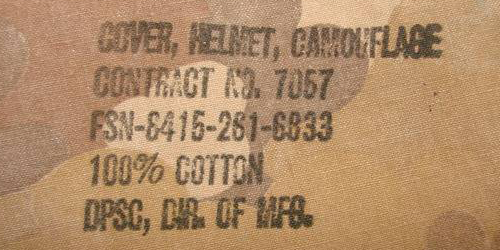 COVER, HELMET, CAMOUFLAGE
CONTRACT NO. 7057
FSN-8415-261-6833
100% COTTON
DPSC, DIR. OF MFG.